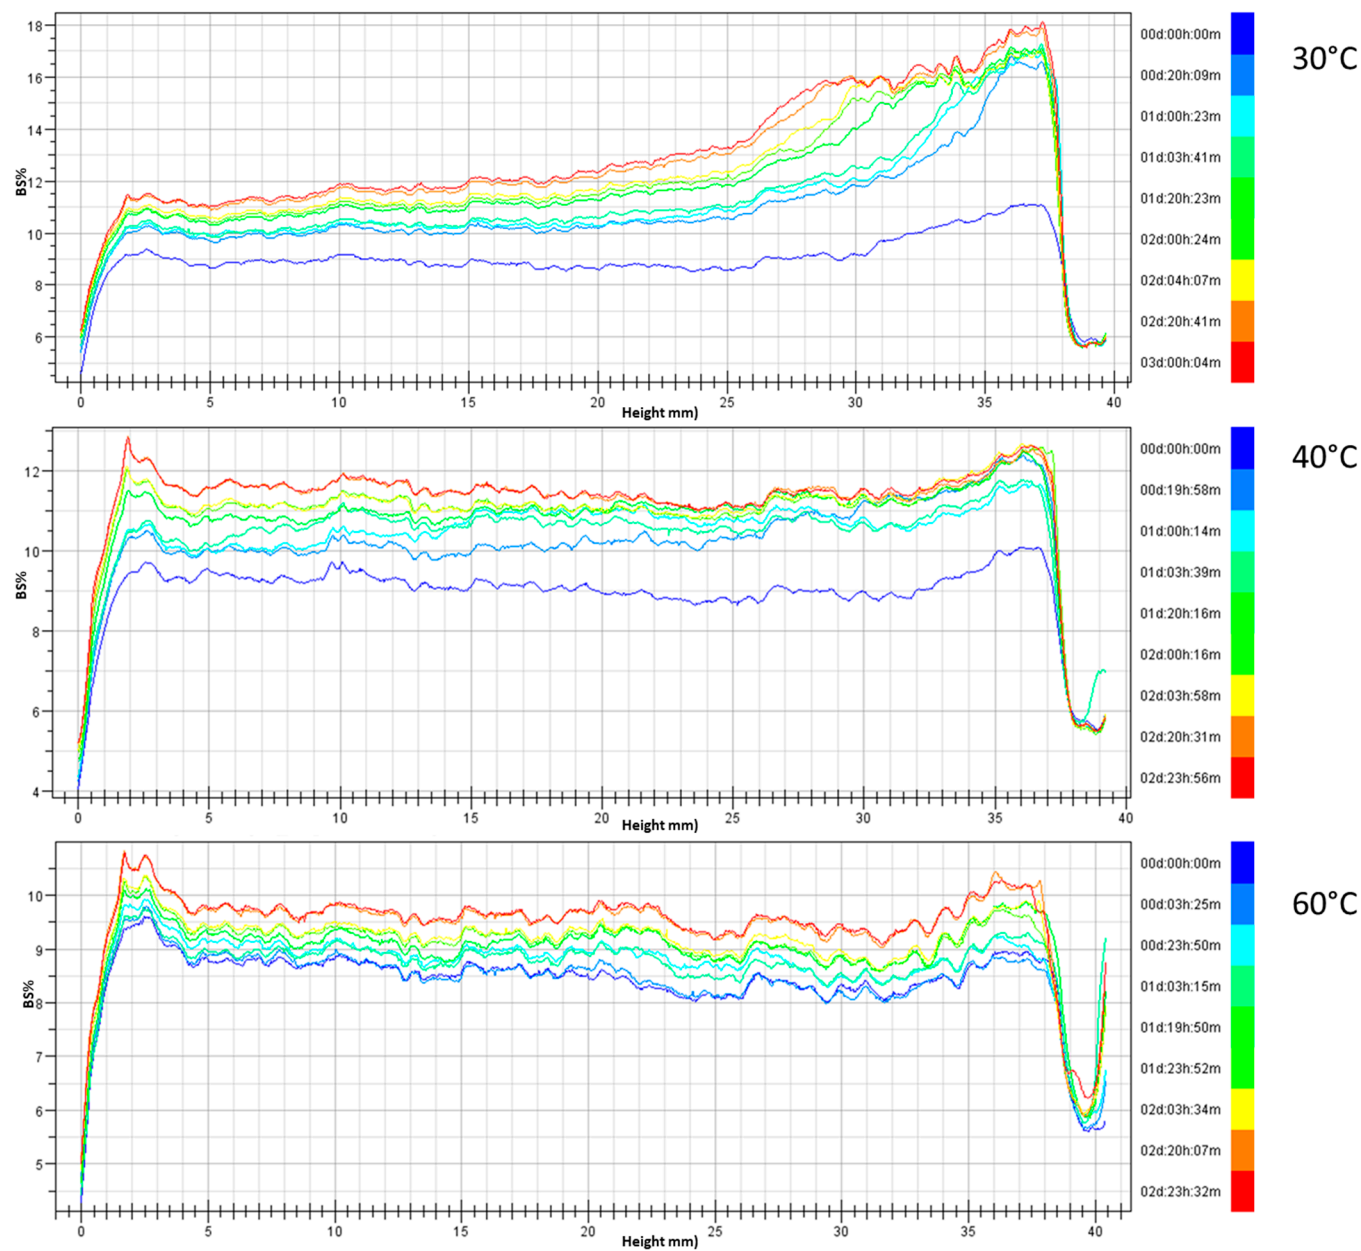 18
16
14
12
10
8
6
BS%
0 5 10 15 20 25 30 35 40
Height mm)
00d:00h:00m
00d:20h:09m
01d:00h:23m
01d:03h:41m
01d:20h:23m
02d:00h:24m
02d:04h:07m
02d:20h:41m
03d:00h:04m
30°C
12
10
8
6
4
BS%
0 5 10 15 20 25 30 35 40
Height mm)
00d:00h:00m
00d:19h:58m
01d:00h:14m
01d:03h:39m
01d:20h:16m
02d:00h:16m
02d:03h:58m
02d:20h:31m
02d:23h:56m
40°C
10
9
8
7
6
5
BS%
0 5 10 15 20 25 30 35 40
Height mm)
00d:00h:00m
00d:03h:25m
00d:23h:50m
01d:03h:15m
01d:19h:50m
01d:23h:52m
02d:03h:34m
02d:20h:07m
02d:23h:32m
60°C